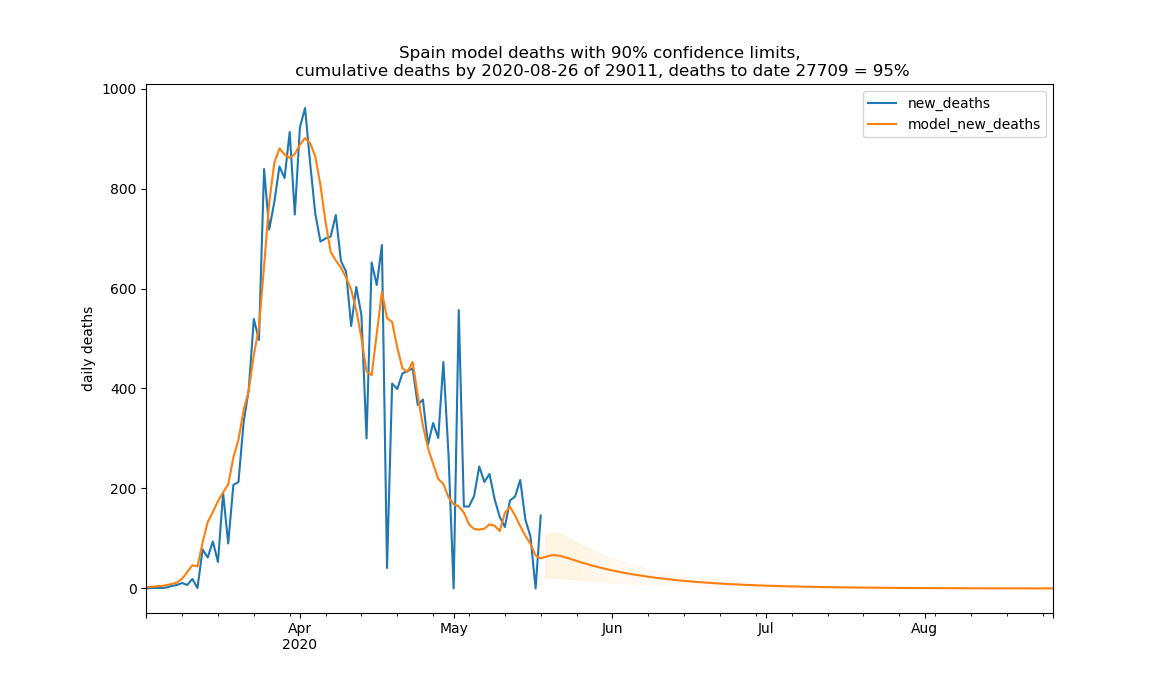 Spain model deaths with 90% confidence limits,
cumulative deaths by 2020-08-26 of 29011, deaths to date 27709 = 95%
new_deaths
model_new_deaths
daily deaths
1000
800
600
400
200
0
Apr
2020
May
Jun
Jul
Aug